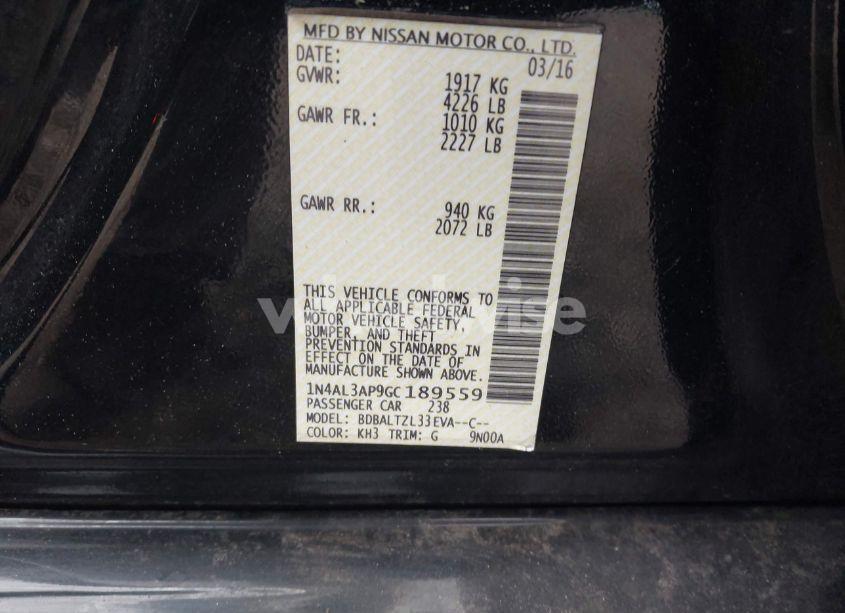 MFD BY NISSAN MOTOR CO., LTD.
DATE: 03/16
GVWR: 1917 KG
4226 LB
GAWR FR.: 1010 KG
2227 LB
GAWR RR.: 940 KG
2072 LB
THIS VEHICLE CONFORMS TO
ALL APPLICABLE FEDERAL
MOTOR VEHICLE SAFETY,
BUMPER, AND THEFT
PREVENTION STANDARDS IN
EFFECT ON THE DATE OF
MANUFACTURE SHOWN ABOVE.
1N4AL3AP9GC189559
PASSENGER CAR 238
MODEL: BDBALTZL33EVA--C--
COLOR: KH3 TRIM: G 9N00A